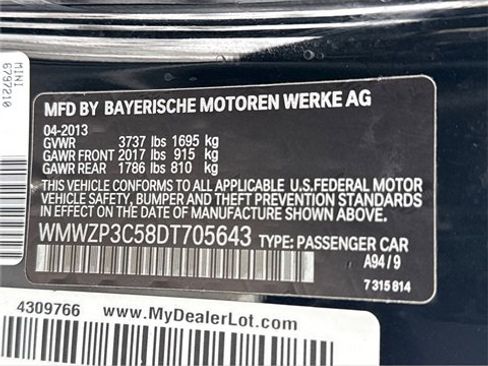 MINI
6797210
MFD BY BAYERISCHE MOTOREN WERKE AG
04-2013
GVWR 3737 lbs 1695 kg
GAWR FRONT 2017 lbs 915 kg
GAWR REAR 1786 lbs 810 kg
THIS VEHICLE CONFORMS TO ALL APPLICABLE U.S.FEDERAL MOTOR
VEHICLE SAFETY, BUMPER AND THEFT PREVENTION STANDARDS
IN EFFECT ON THE DATE OF MANUFACTURE SHOWN ABOVE.
WMWZP3C58DT705643 TYPE: PASSENGER CAR
A94/9
7 315 814
4309766 www.MyDealerLot.com